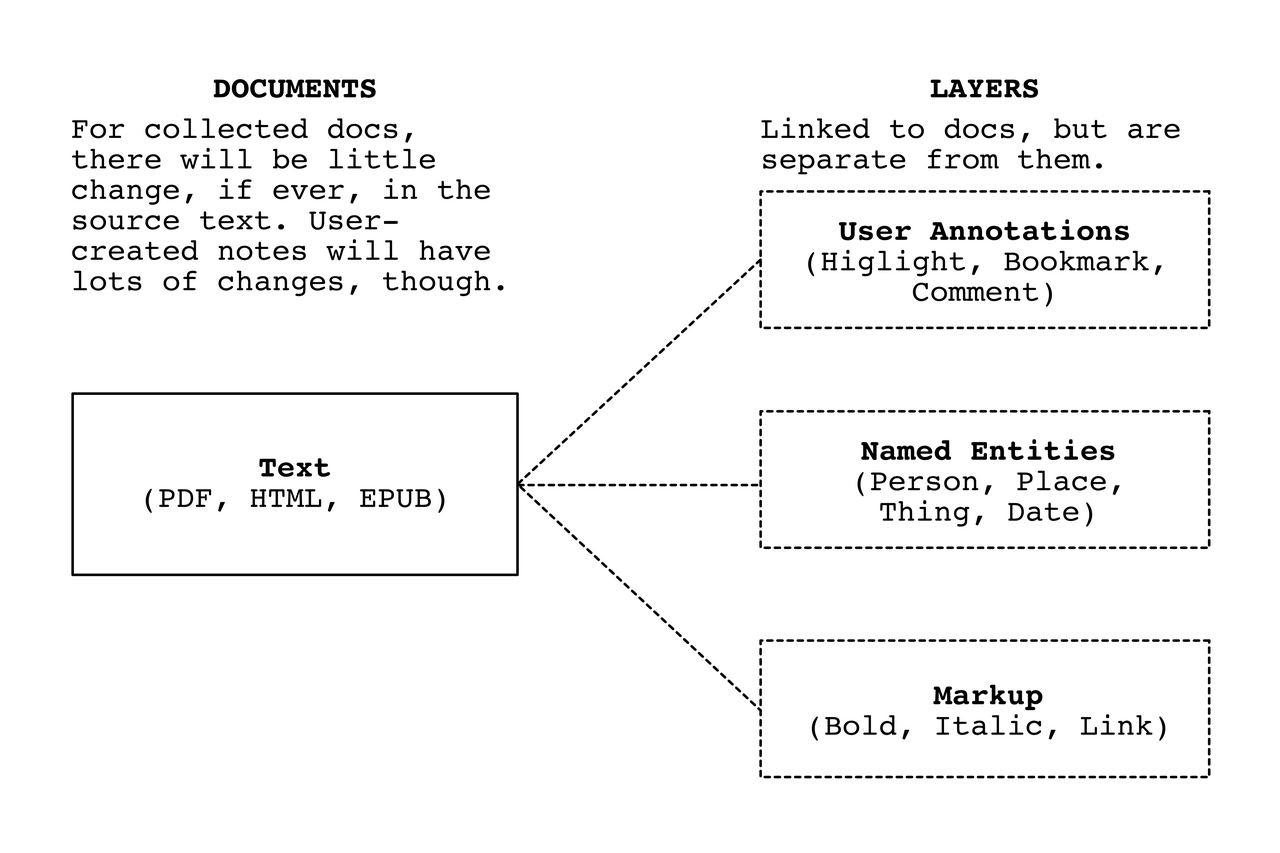 DOCUMENTS
For collected docs,
there will be little
change, if ever, in the
source text. User-
created notes will have
lots of changes, though.
Text
(PDF, HTML, EPUB)
LAYERS
Linked to docs, but are
separate from them.
User Annotations
(Higlight, Bookmark,
Comment)
Named Entities
(Person, Place,
Thing, Date)
Markup
(Bold, Italic, Link)